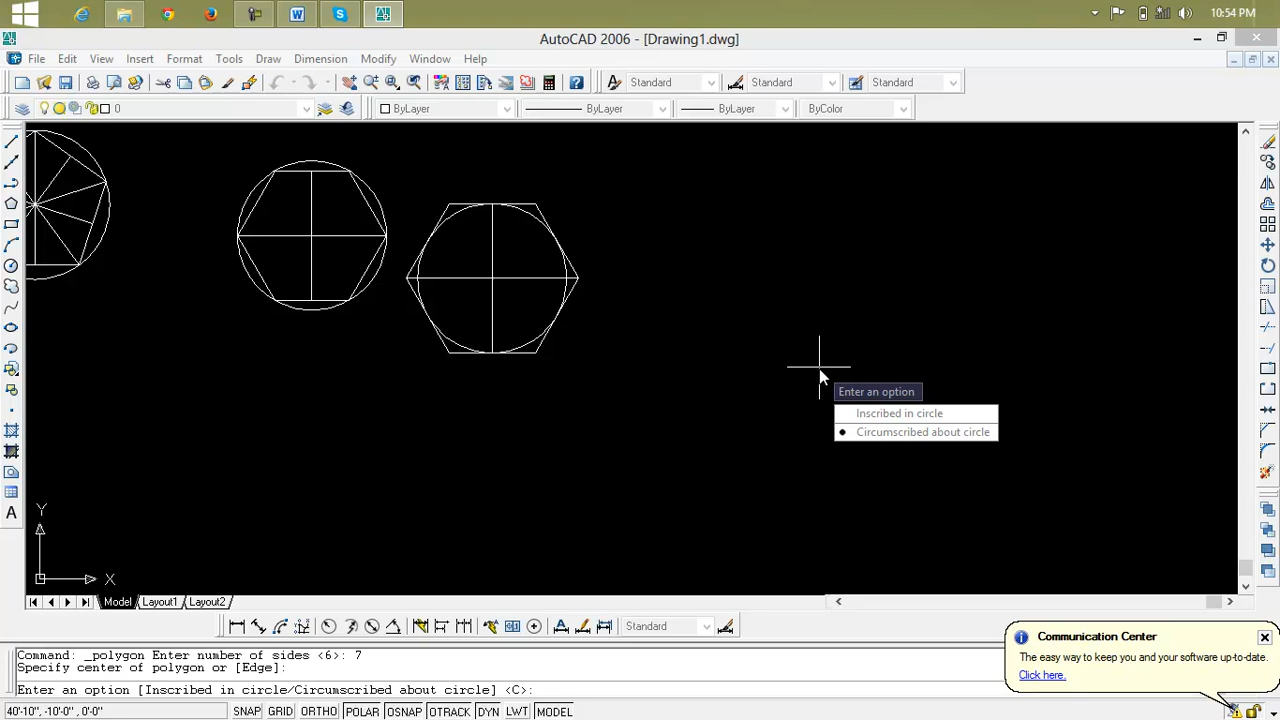 10:54 PM
AutoCAD 2006 - [Drawing1.dwg]
File Edit View Insert Format Tools Draw Dimension Modify Window Help
Standard Standard Standard
0 ByLayer ByLayer ByLayer ByColor
Enter an option
Inscribed in circle
Circumscribed about circle
A
Y
X
Model Layout1 Layout2
Standard
Communication Center
The easy way to keep you and your software up-to-date.
Click here.
Command: _polygon Enter number of sides <6>: 7
Specify center of polygon or [Edge]:
Enter an option [Inscribed in circle/Circumscribed about circle] <C>:
40'-10", -10'-0" , 0'-0" SNAP GRID ORTHO POLAR OSNAP OTRACK DYN LWT MODEL